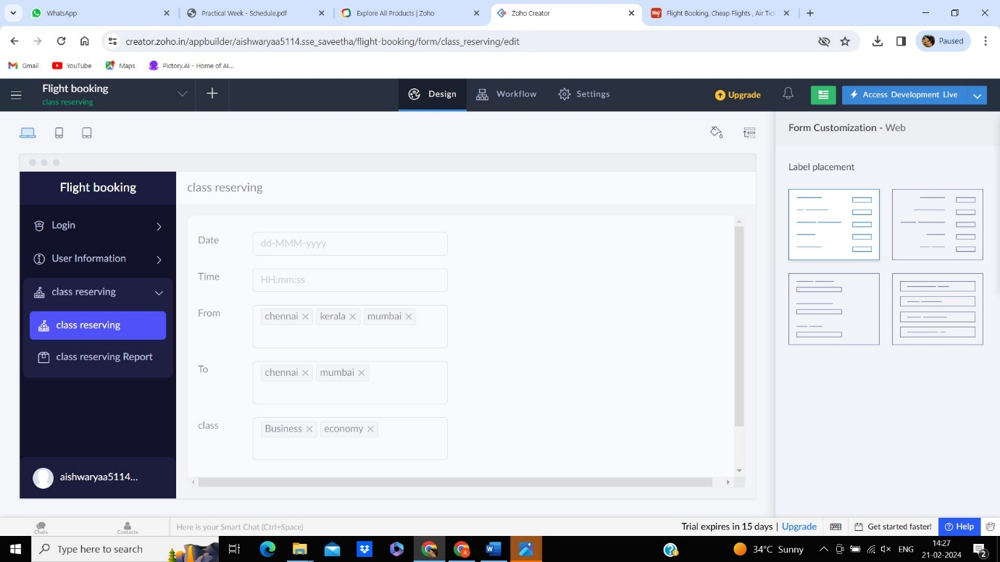 WhatsApp
Practical Week - Schedule.pdf
Explore All Products | Zoho
Zoho Creator
Flight Booking, Cheap Flights , Air Tic
creator.zoho.in/appbuilder/aishwaryaa5114.sse_saveetha/flight-booking/form/class_reserving/edit
Paused
Gmail
YouTube
Maps
Pictory.AI - Home of AI...
Flight booking
class reserving
Design
Workflow
Settings
Upgrade
Access Development Live
Form Customization - Web
Label placement
Flight booking
Login
User Information
class reserving
class reserving
class reserving Report
aishwaryaa5114...
class reserving
Date
dd-MMM-yyyy
Time
HH:mm:ss
From
chennai kerala mumbai
To
chennai mumbai
class
Business economy
Chats
Contacts
Here is your Smart Chat (Ctrl+Space)
Trial expires in 15 days | Upgrade
Get started faster!
Help
Type here to search
34°C Sunny
ENG
14:27
21-02-2024
2